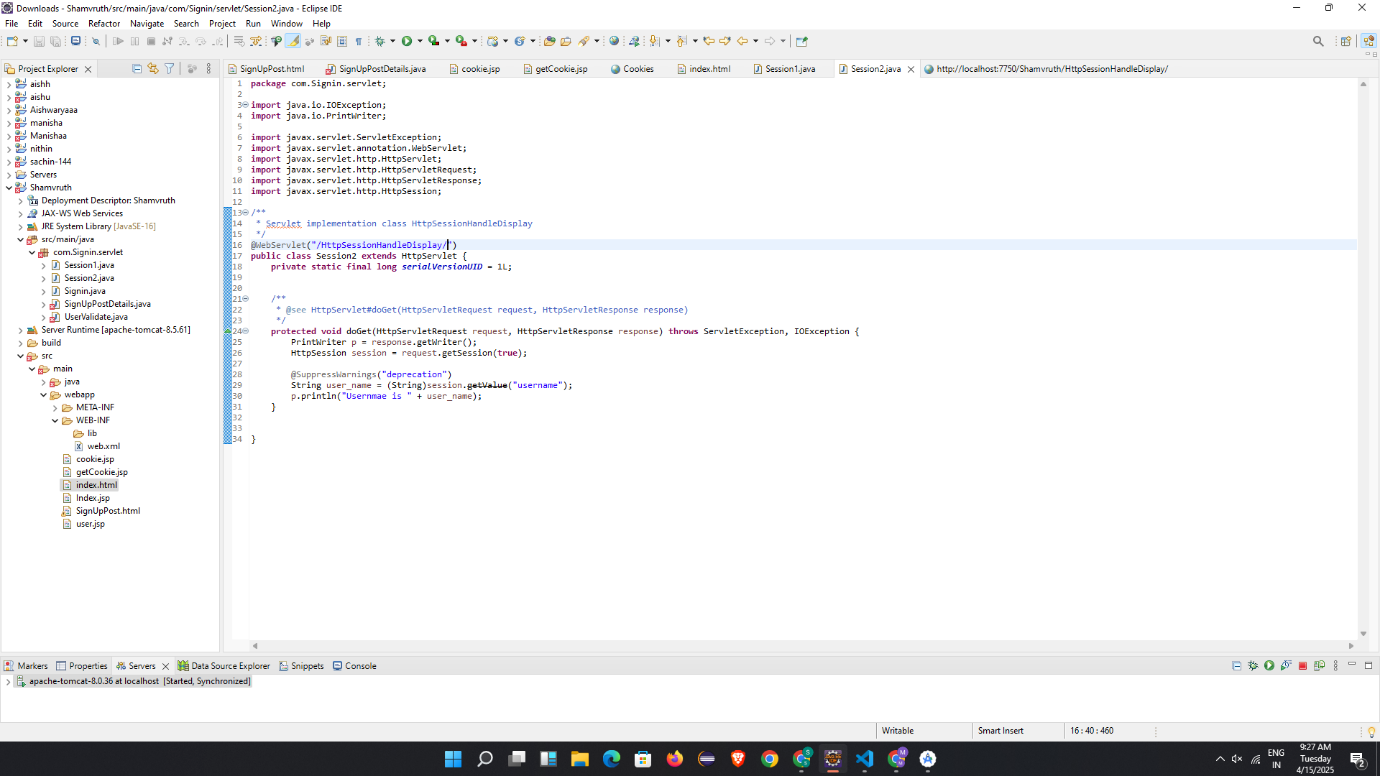 Downloads - Shamvruth/src/main/java/com/Signin/servlet/Session2.java - Eclipse IDE
File Edit Source Refactor Navigate Search Project Run Window Help
Project Explorer
SignUpPost.html SignUpPostDetails.java cookie.jsp getCookie.jsp Cookies index.html Session1.java Session2.java http://localhost:7750/Shamvruth/HttpSessionHandleDisplay/
aishh
aishu
Aishwaryaaa
manisha
Manishaa
nithin
sachin-144
Servers
Shamvruth
Deployment Descriptor: Shamvruth
JAX-WS Web Services
JRE System Library [JavaSE-16]
src/main/java
com.Signin.servlet
Session1.java
Session2.java
Signin.java
SignUpPostDetails.java
UserValidate.java
Server Runtime [apache-tomcat-8.5.61]
build
src
main
java
webapp
META-INF
WEB-INF
lib
web.xml
cookie.jsp
getCookie.jsp
index.html
Index.jsp
SignUpPost.html
user.jsp
1 package com.Signin.servlet;
2
3 import java.io.IOException;
4 import java.io.PrintWriter;
5
6 import javax.servlet.ServletException;
7 import javax.servlet.annotation.WebServlet;
8 import javax.servlet.http.HttpServlet;
9 import javax.servlet.http.HttpServletRequest;
10 import javax.servlet.http.HttpServletResponse;
11 import javax.servlet.http.HttpSession;
12
13 /**
14 * Servlet implementation class HttpSessionHandleDisplay
15 */
16 @WebServlet("/HttpSessionHandleDisplay/")
17 public class Session2 extends HttpServlet {
18 private static final long serialVersionUID = 1L;
19
20
21 /**
22 * @see HttpServlet#doGet(HttpServletRequest request, HttpServletResponse response)
23 */
24 protected void doGet(HttpServletRequest request, HttpServletResponse response) throws ServletException, IOException {
25 PrintWriter p = response.getWriter();
26 HttpSession session = request.getSession(true);
27
28 @SuppressWarnings("deprecation")
29 String user_name = (String)session.getValue("username");
30 p.println("Usernmae is " + user_name);
31 }
32
33
34 }
Markers Properties Servers Data Source Explorer Snippets Console
apache-tomcat-8.0.36 at localhost [Started, Synchronized]
Writable Smart Insert 16 : 40 : 460
ENG
IN
9:27 AM
Tuesday
4/15/2025
2